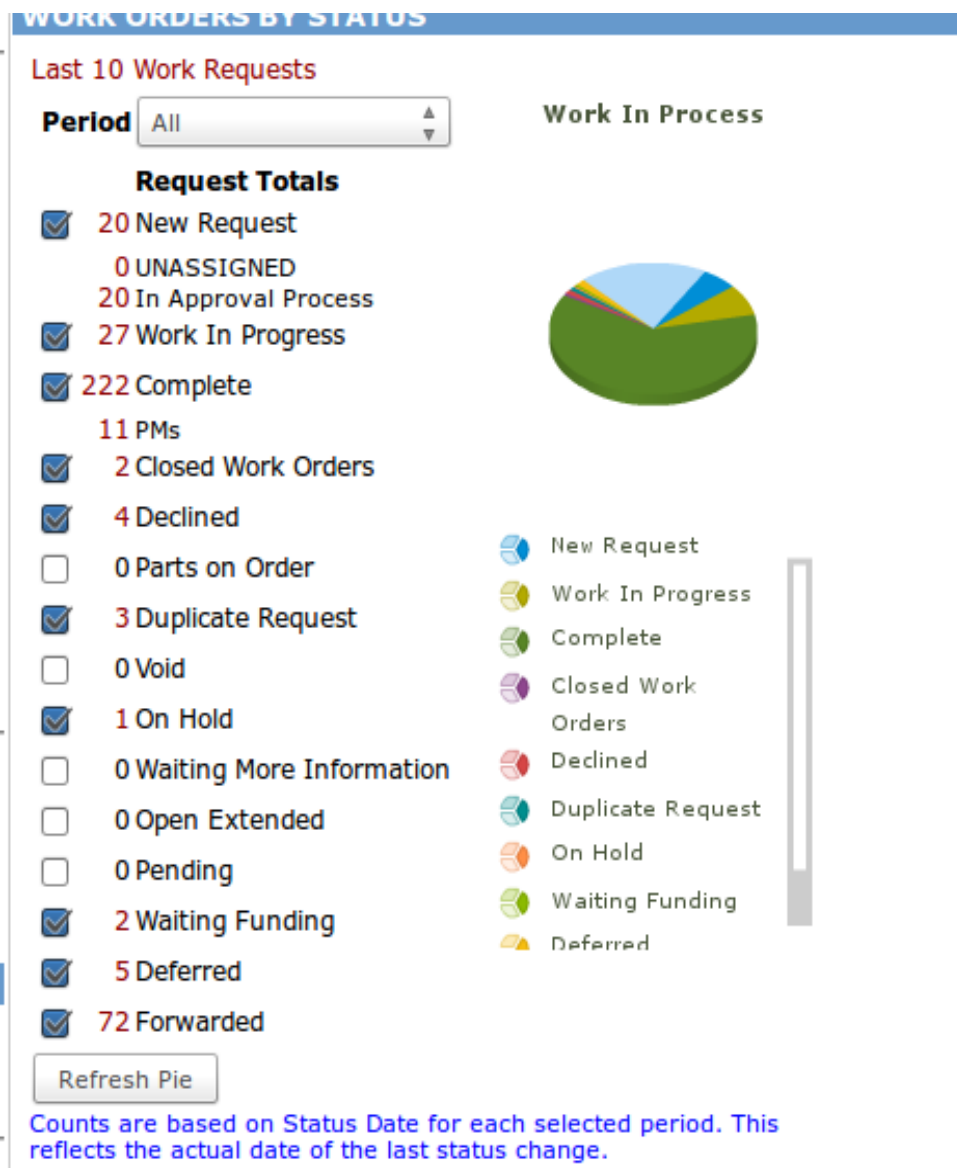 WORK ORDERS BY STATUS
Last 10 Work Requests
Period All
Work In Process
Request Totals
20 New Request
0 UNASSIGNED
20 In Approval Process
27 Work In Progress
222 Complete
11 PMs
2 Closed Work Orders
4 Declined
0 Parts on Order
3 Duplicate Request
0 Void
1 On Hold
0 Waiting More Information
0 Open Extended
0 Pending
2 Waiting Funding
5 Deferred
72 Forwarded
New Request
Work In Progress
Complete
Closed Work
Orders
Declined
Duplicate Request
On Hold
Waiting Funding
Deferred
Refresh Pie
Counts are based on Status Date for each selected period. This
reflects the actual date of the last status change.